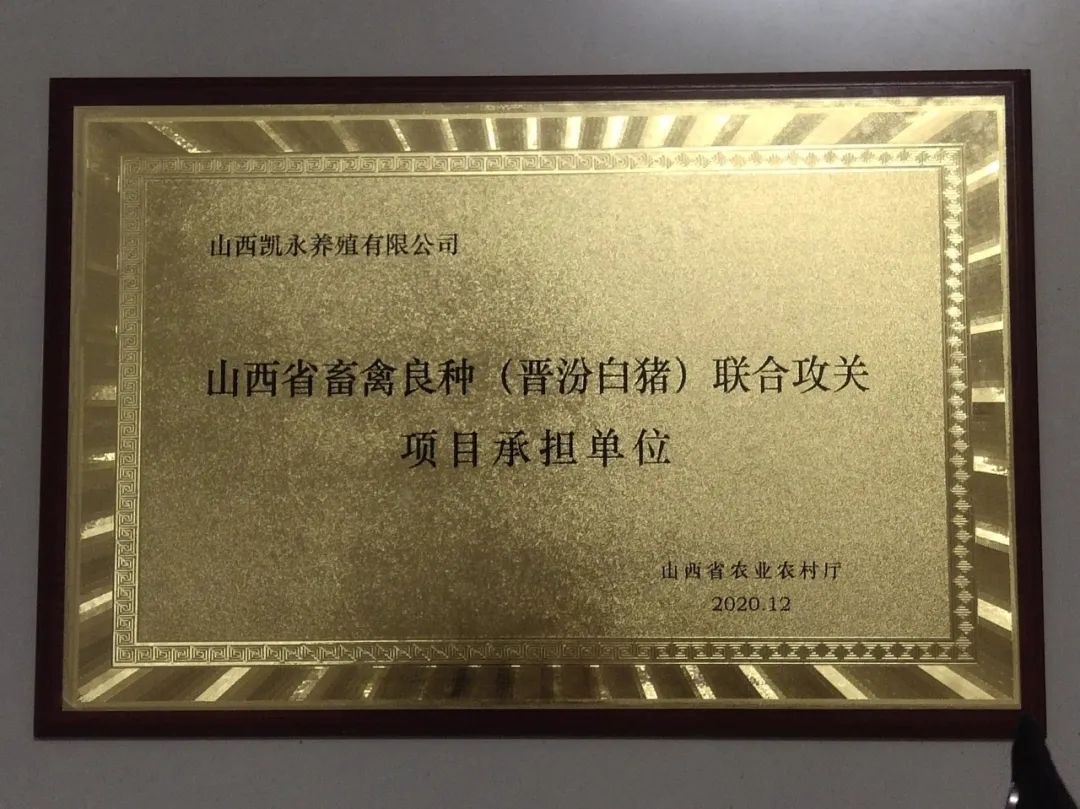 山西凯永养殖有限公司
山西省畜禽良种（晋汾白猪）联合攻关
项目承担单位
山西省农业农村厅
2020.12